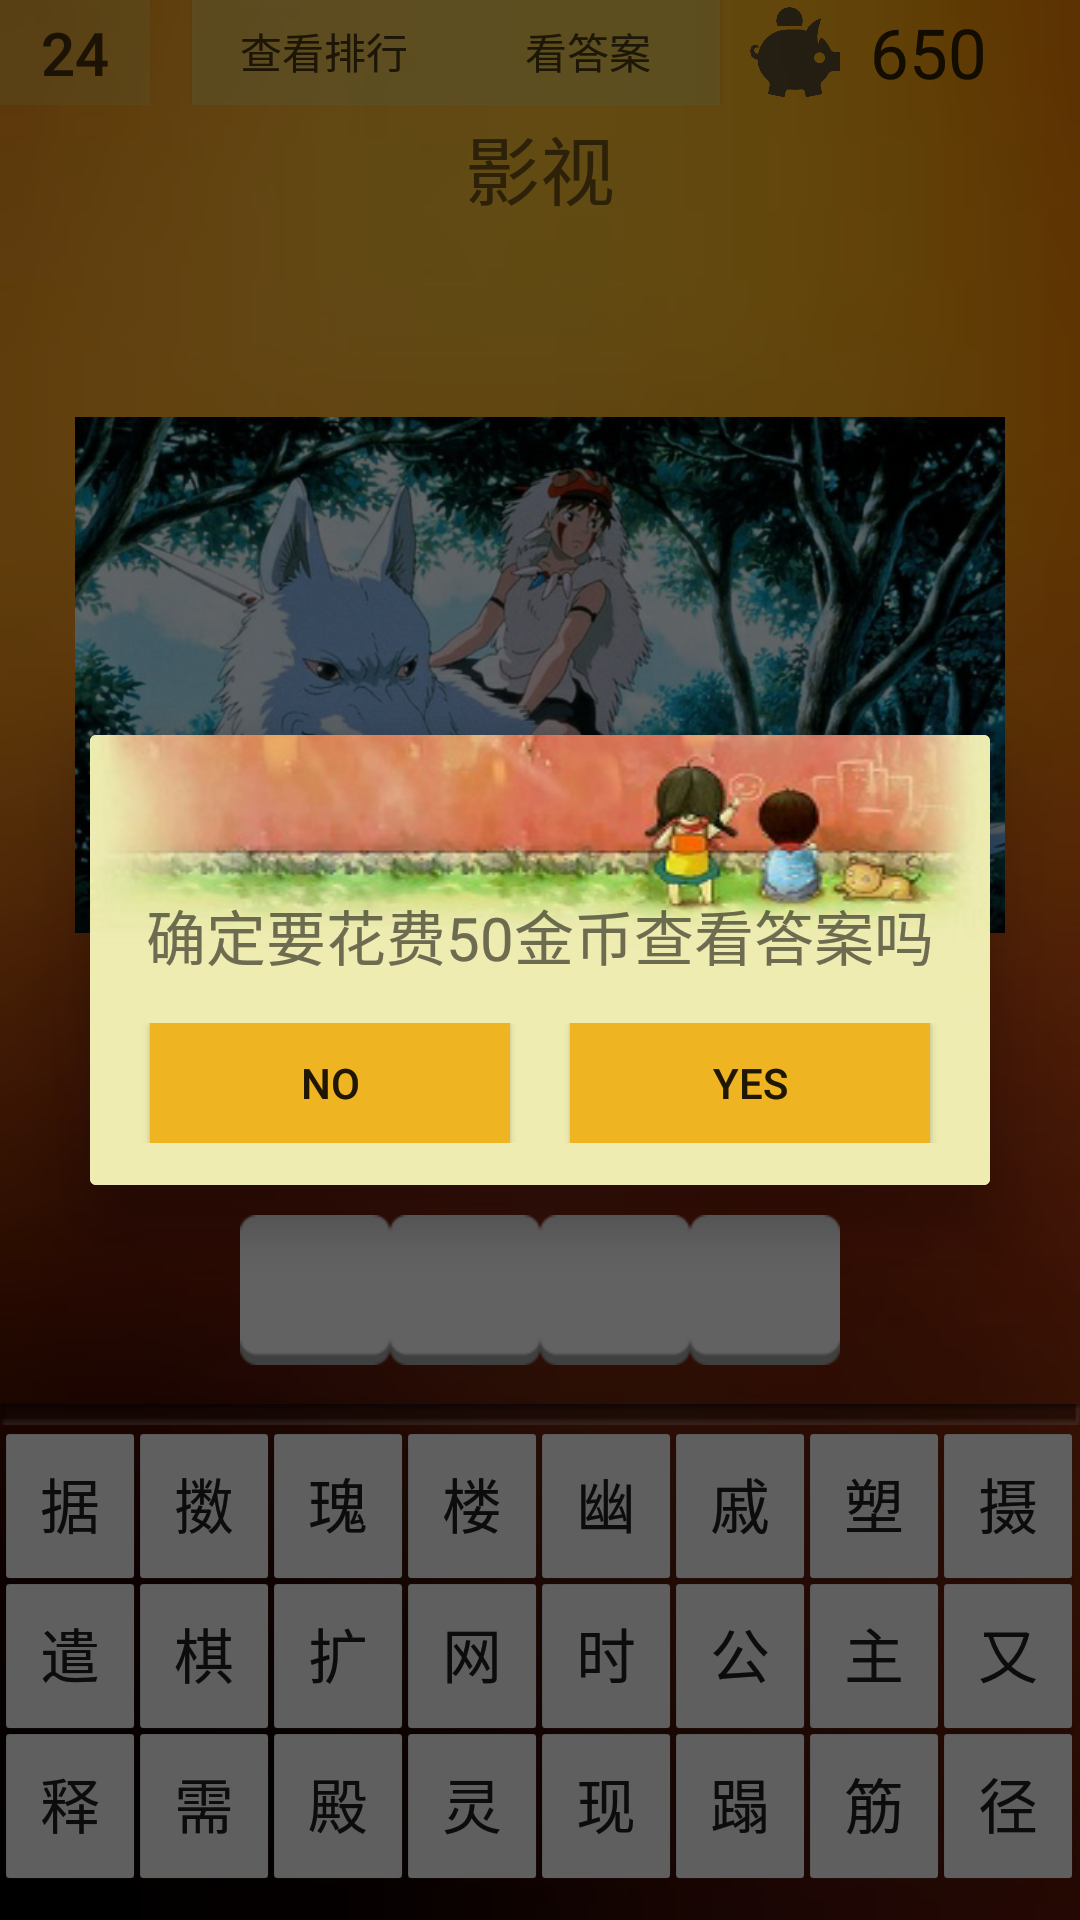 24 查看排行 看答案 650
影视
确定要花费50金币查看答案吗
NO YES
据 擞 瑰 楼 幽 戚 塑 摄
遣 棋 扩 网 时 公 主 又
释 需 殿 灵 现 蹋 筋 径